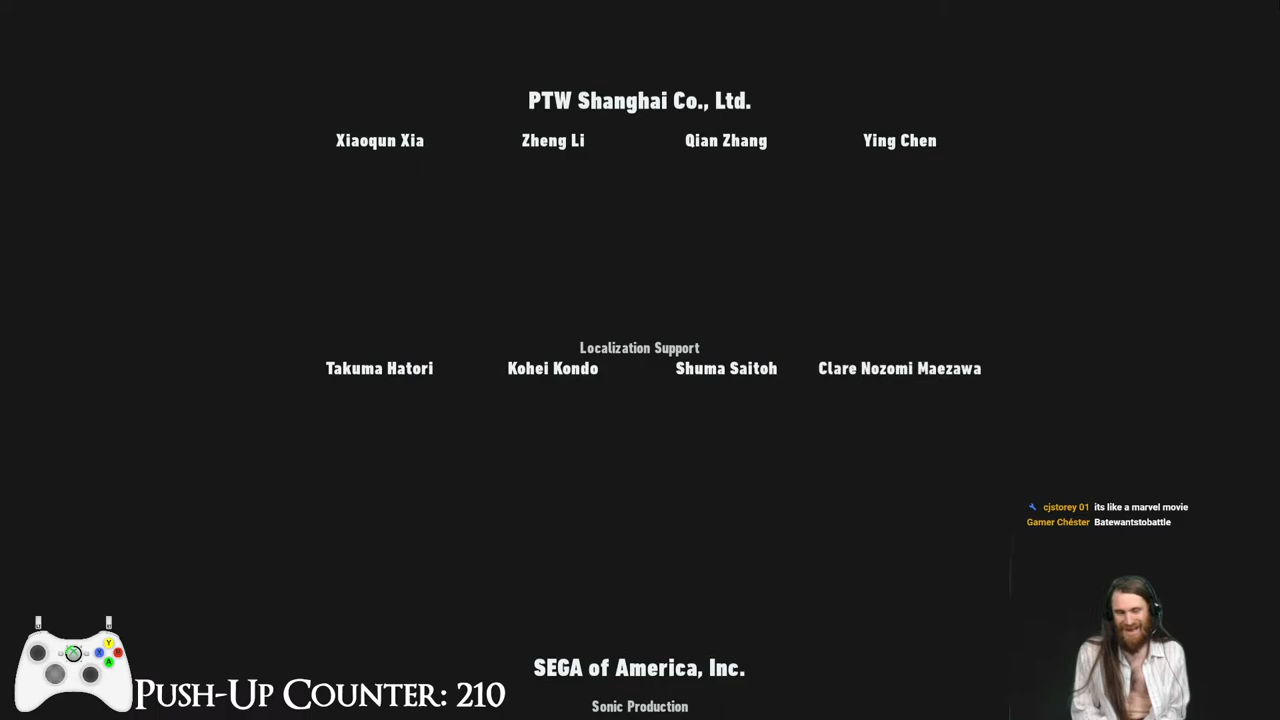 PTW Shanghai Co., Ltd.
Xiaoqun Xia Zheng Li Qian Zhang Ying Chen
Localization Support
Takuma Hatori Kohei Kondo Shuma Saitoh Clare Nozomi Maezawa
cjstorey 01 its like a marvel movie
Gamer Chéster Batewantstobattle
SEGA of America, Inc.
Sonic Production
Push-Up Counter: 210
Y
X B
A